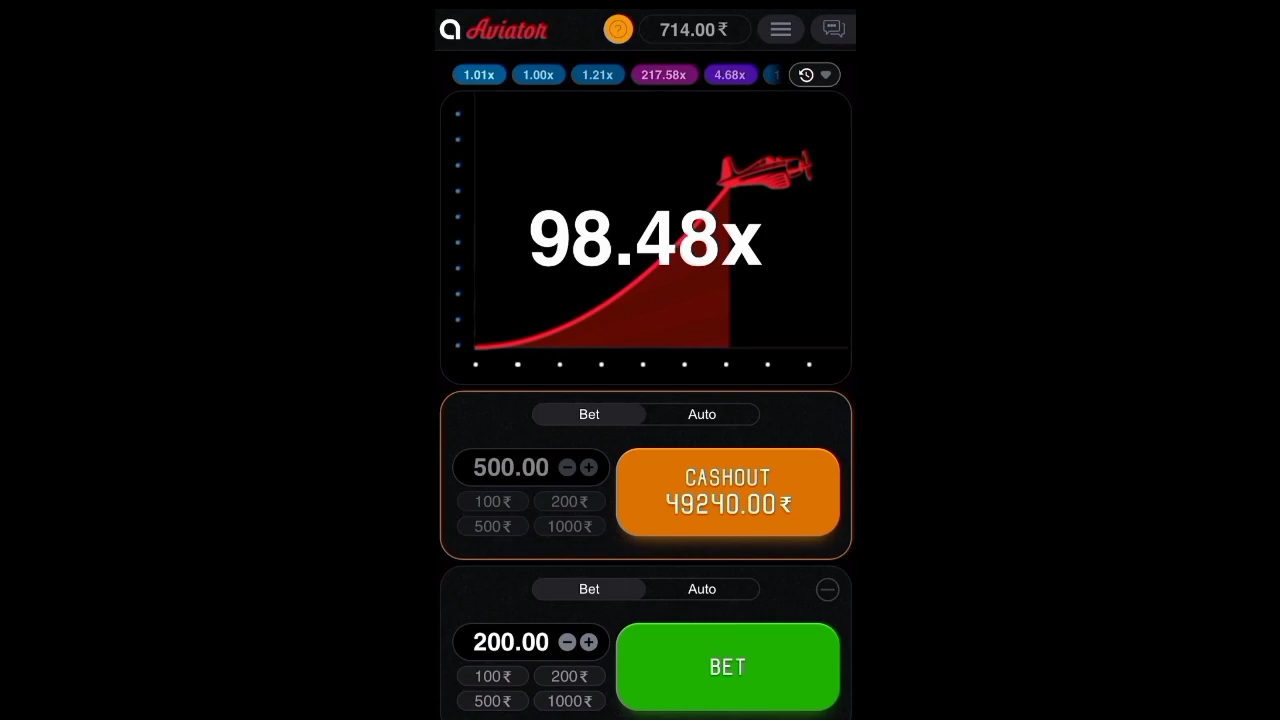 Aviator
714.00₹
1.01x 1.00x 1.21x 217.58x 4.68x
98.48x
Bet Auto
500.00
100₹ 200₹
500₹ 1000₹
CASHOUT
49240.00₹
Bet Auto
200.00
100₹ 200₹
500₹ 1000₹
BET